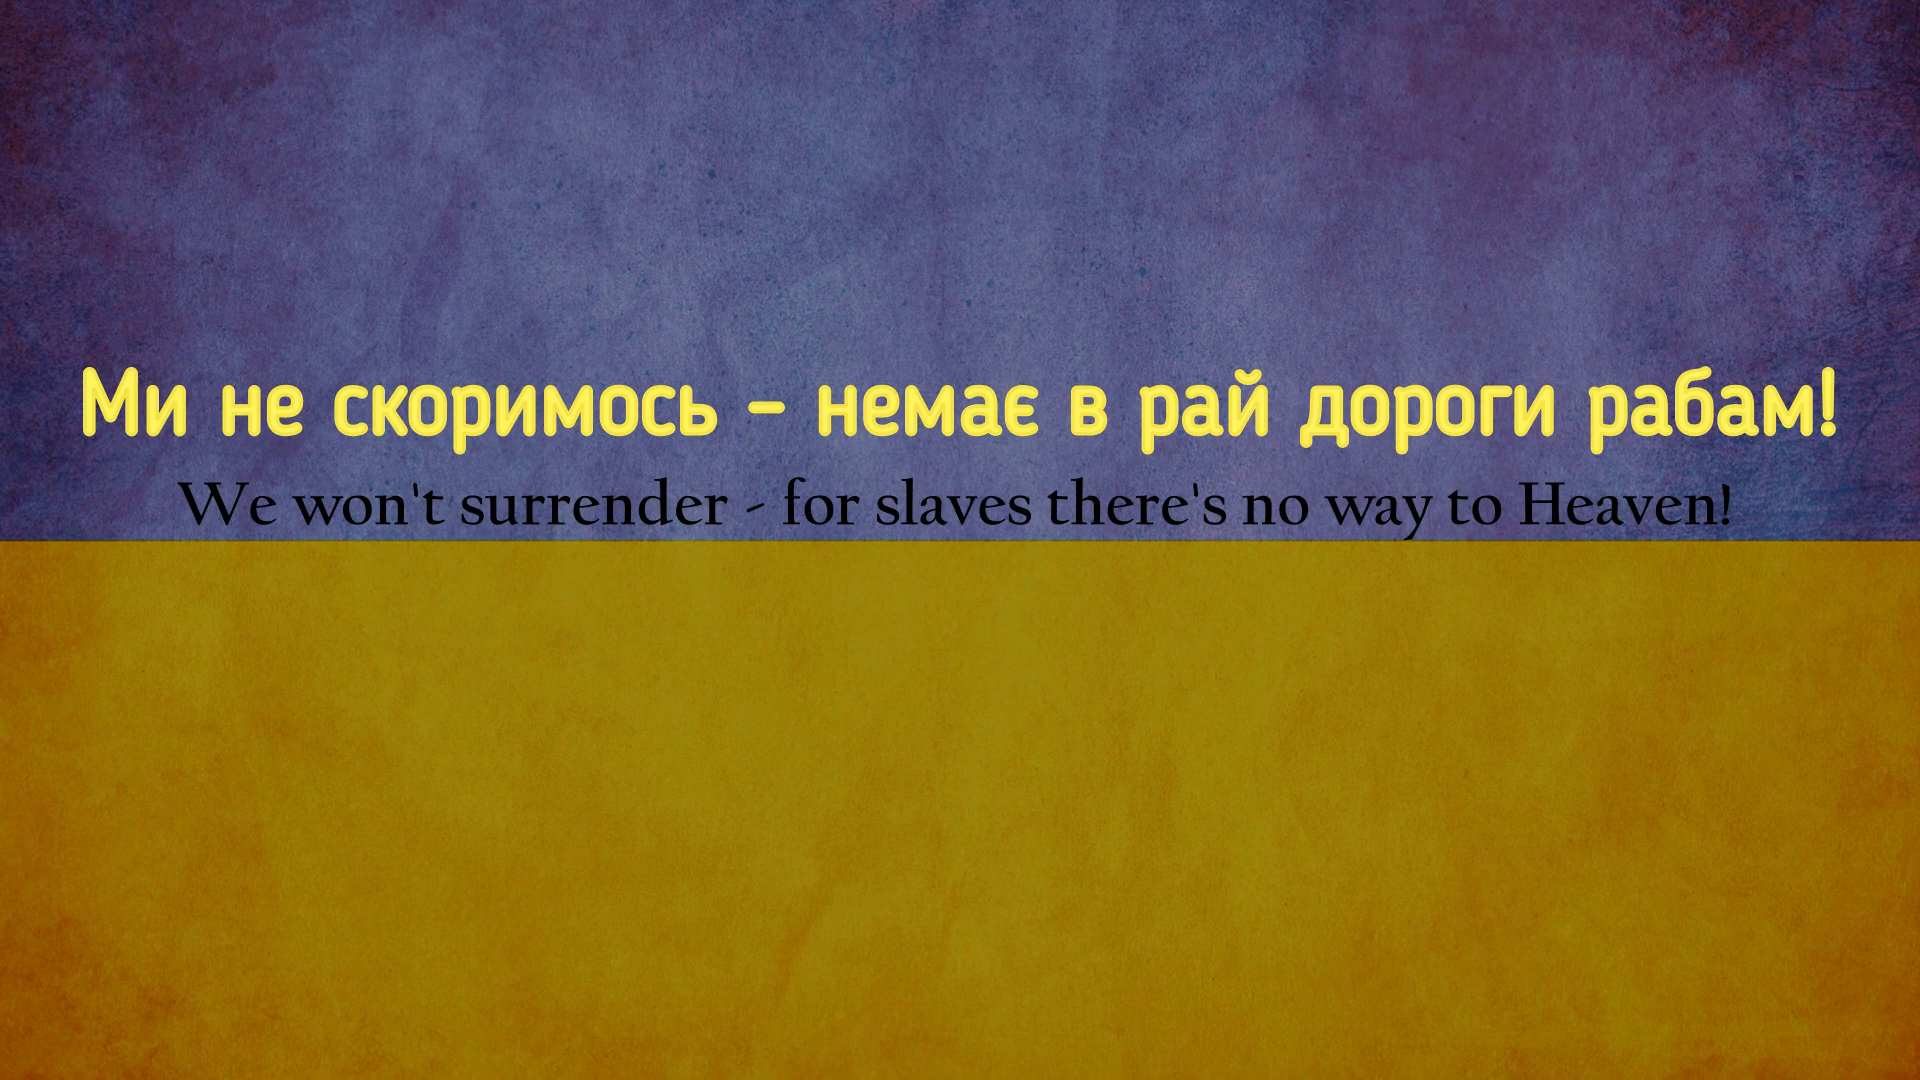 Ми не скоримось – немає в рай дороги рабам!
We won't surrender - for slaves there's no way to Heaven!